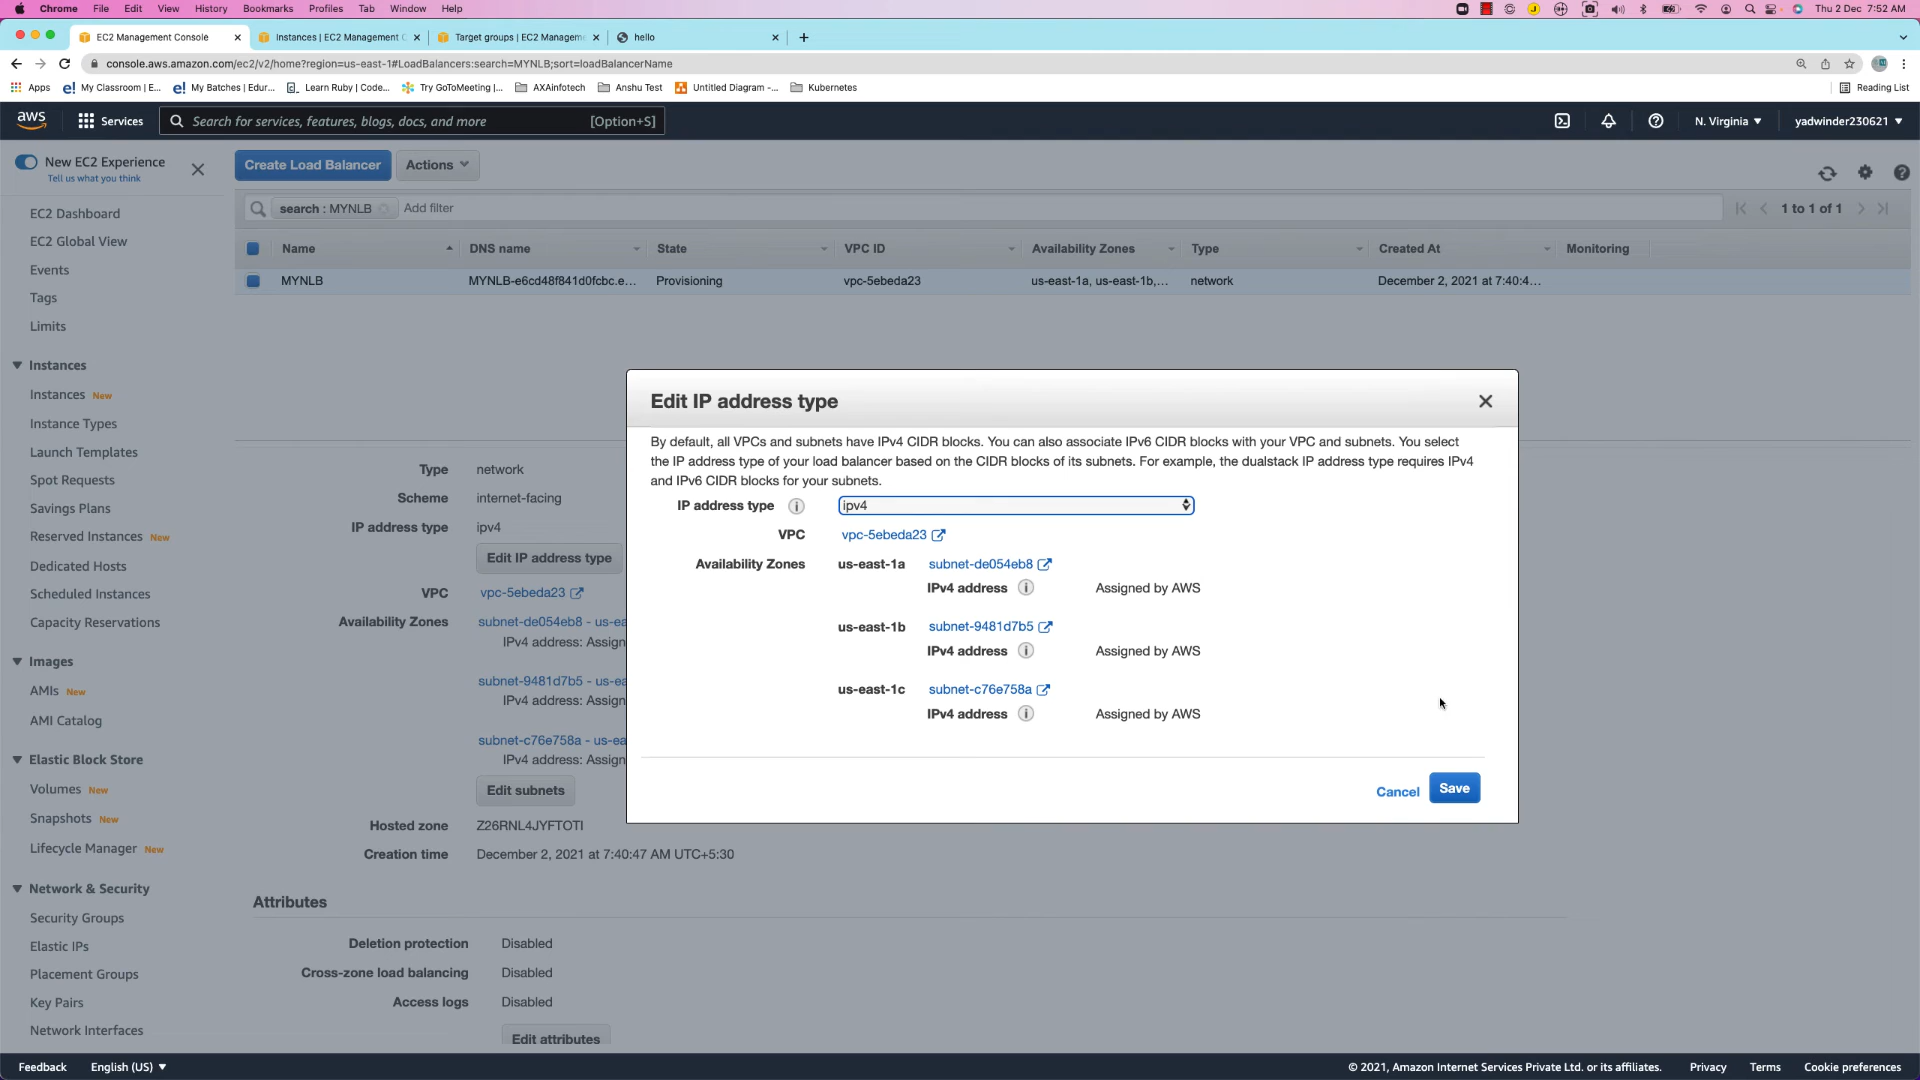 Chrome File Edit View History Bookmarks Profiles Tab Window Help Thu 2 Dec 7:52 AM
EC2 Management Console
Instances | EC2 Management C
Target groups | EC2 Manageme
hello
console.aws.amazon.com/ec2/v2/home?region=us-east-1#LoadBalancers:search=MYNLB;sort=loadBalancerName
Apps e! My Classroom | E... e! My Batches | Edur... Learn Ruby | Code... Try GoToMeeting |... AXAinfotech Anshu Test Untitled Diagram -... Kubernetes Reading List
aws Services Search for services, features, blogs, docs, and more [Option+S] N. Virginia ▼ yadwinder230621 ▼
New EC2 Experience
Tell us what you think
EC2 Dashboard
EC2 Global View
Events
Tags
Limits
Instances
Instances New
Instance Types
Launch Templates
Spot Requests
Savings Plans
Reserved Instances New
Dedicated Hosts
Scheduled Instances
Capacity Reservations
Images
AMIs New
AMI Catalog
Elastic Block Store
Volumes New
Snapshots New
Lifecycle Manager New
Network & Security
Security Groups
Elastic IPs
Placement Groups
Key Pairs
Network Interfaces
Create Load Balancer Actions
search : MYNLB Add filter 1 to 1 of 1
Name DNS name State VPC ID Availability Zones Type Created At Monitoring
MYNLB MYNLB-e6cd48f841d0fcbc.e... Provisioning vpc-5ebeda23 us-east-1a, us-east-1b,... network December 2, 2021 at 7:40:4...
Type network
Scheme internet-facing
IP address type ipv4
Edit IP address type
VPC vpc-5ebeda23
Availability Zones subnet-de054eb8 - us-ea
IPv4 address: Assign
subnet-9481d7b5 - us-ea
IPv4 address: Assign
subnet-c76e758a - us-ea
IPv4 address: Assign
Edit subnets
Hosted zone Z26RNL4JYFTOTI
Creation time December 2, 2021 at 7:40:47 AM UTC+5:30
Attributes
Deletion protection Disabled
Cross-zone load balancing Disabled
Access logs Disabled
Edit attributes
Edit IP address type
By default, all VPCs and subnets have IPv4 CIDR blocks. You can also associate IPv6 CIDR blocks with your VPC and subnets. You select
the IP address type of your load balancer based on the CIDR blocks of its subnets. For example, the dualstack IP address type requires IPv4
and IPv6 CIDR blocks for your subnets.
IP address type i ipv4
VPC vpc-5ebeda23
Availability Zones us-east-1a subnet-de054eb8
IPv4 address i Assigned by AWS
us-east-1b subnet-9481d7b5
IPv4 address i Assigned by AWS
us-east-1c subnet-c76e758a
IPv4 address i Assigned by AWS
Cancel Save
Feedback English (US) ▼ © 2021, Amazon Internet Services Private Ltd. or its affiliates. Privacy Terms Cookie preferences